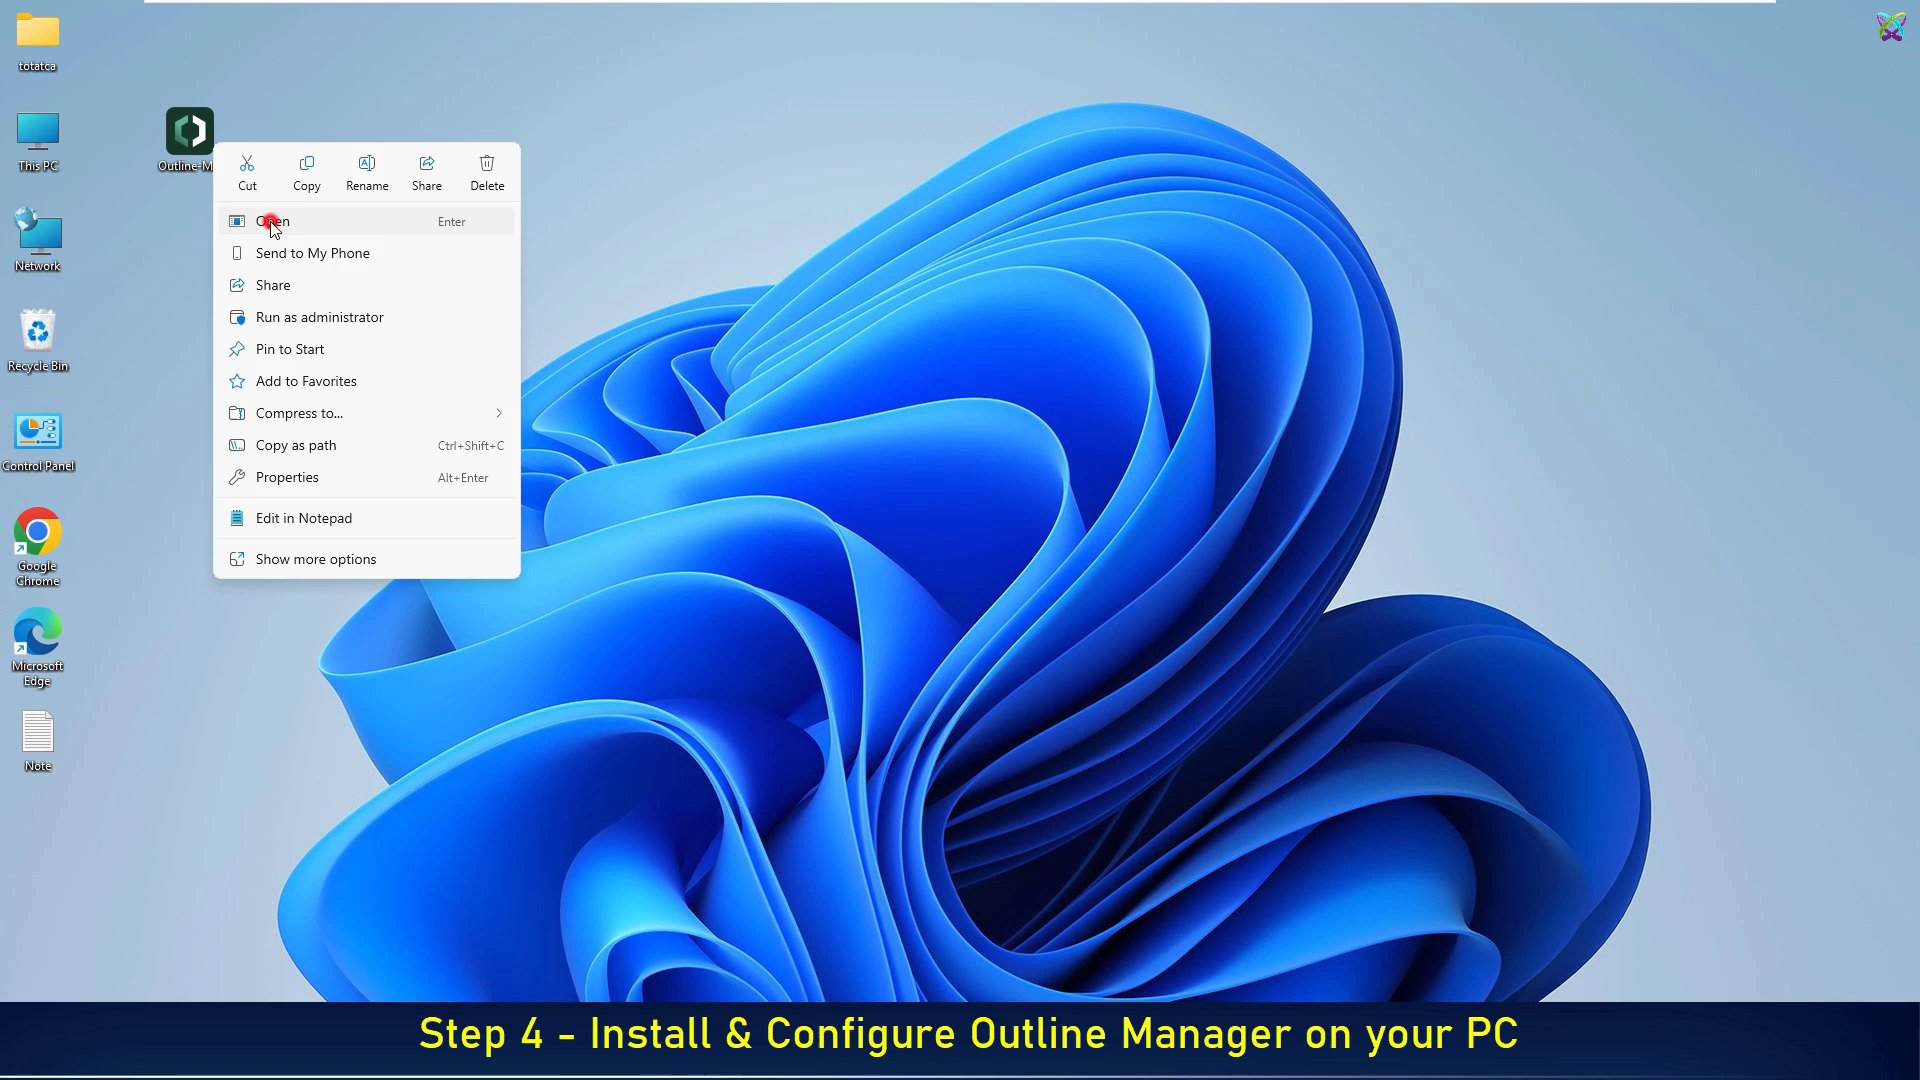 totatca
This PC
Outline-M
Network
Recycle Bin
Control Panel
Google
Chrome
Microsoft
Edge
Note
Cut
Copy
Rename
Share
Delete
Open Enter
Send to My Phone
Share
Run as administrator
Pin to Start
Add to Favorites
Compress to...
Copy as path Ctrl+Shift+C
Properties Alt+Enter
Edit in Notepad
Show more options
Step 4 - Install & Configure Outline Manager on your PC